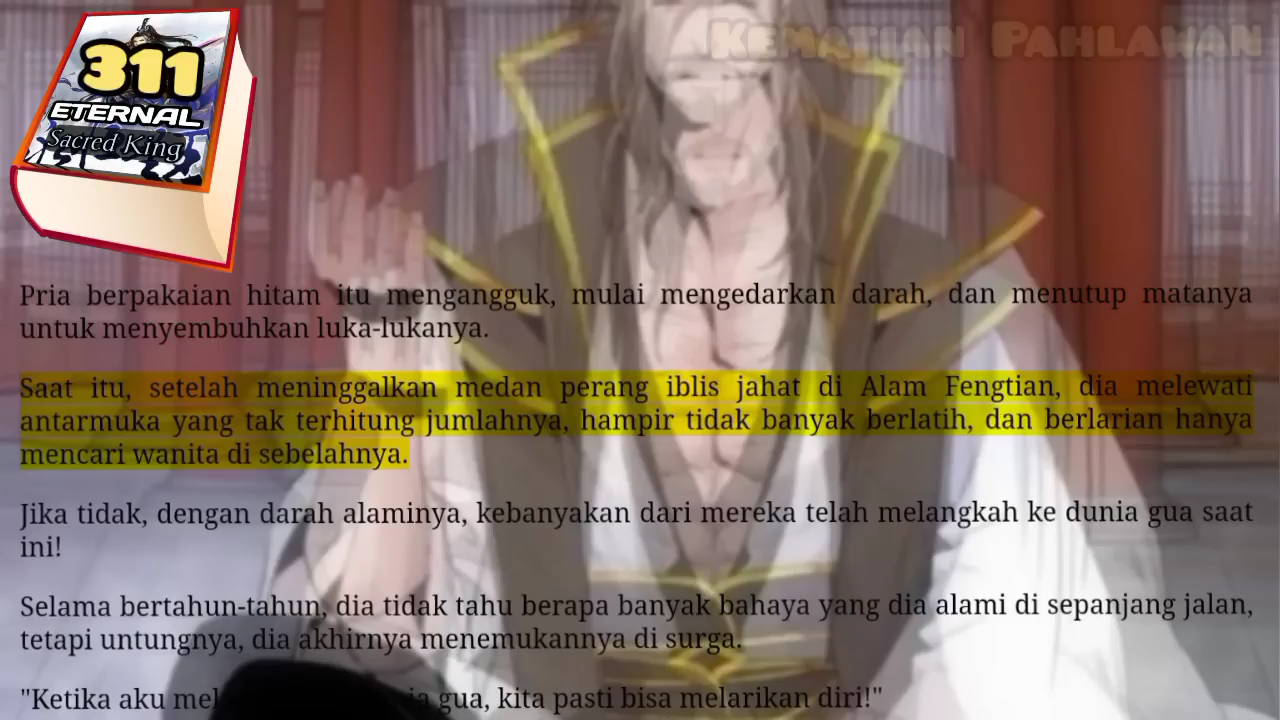 Kematian Pahlawan
311
ETERNAL
Sacred King
Pria berpakaian hitam itu mengangguk, mulai mengedarkan darah, dan menutup matanya
untuk menyembuhkan luka-lukanya.
Saat itu, setelah meninggalkan medan perang iblis jahat di Alam Fengtian, dia melewati
antarmuka yang tak terhitung jumlahnya, hampir tidak banyak berlatih, dan berlarian hanya
mencari wanita di sebelahnya.
Jika tidak, dengan darah alaminya, kebanyakan dari mereka telah melangkah ke dunia gua saat
ini!
Selama bertahun-tahun, dia tidak tahu berapa banyak bahaya yang dia alami di sepanjang jalan,
tetapi untungnya, dia akhirnya menemukannya di surga.
"Ketika aku gua, kita pasti bisa melarikan diri!"